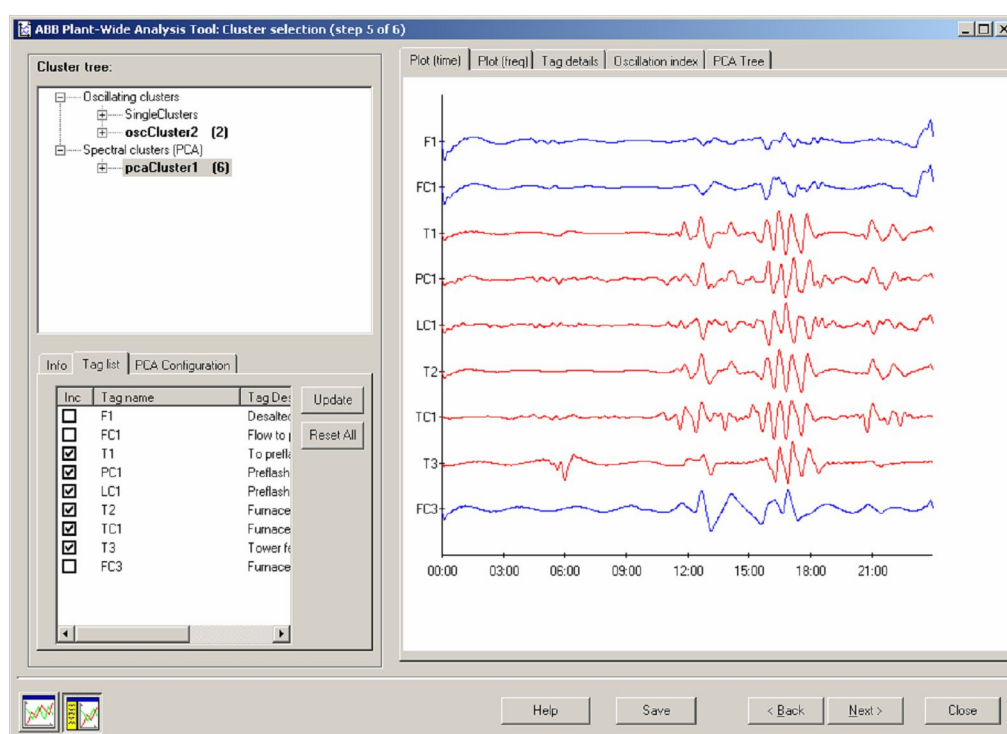 ABB Plant-Wide Analysis Tool: Cluster selection (step 5 of 6)
Cluster tree:
Oscillating clusters
SingleClusters
oscCluster2 (2)
Spectral clusters (PCA)
pcaCluster1 (6)
Info Tag list PCA Configuration
Inc Tag name Tag Des
F1 Desalted
FC1 Flow to p
T1 To prefla
PC1 Preflash
LC1 Preflash
T2 Furnace
TC1 Furnace
T3 Tower fe
FC3 Furnace
Update
Reset All
Plot (time) Plot (freq) Tag details Oscillation index PCA Tree
F1
FC1
T1
PC1
LC1
T2
TC1
T3
FC3
00:00 03:00 06:00 09:00 12:00 15:00 18:00 21:00
Help Save < Back Next > Close